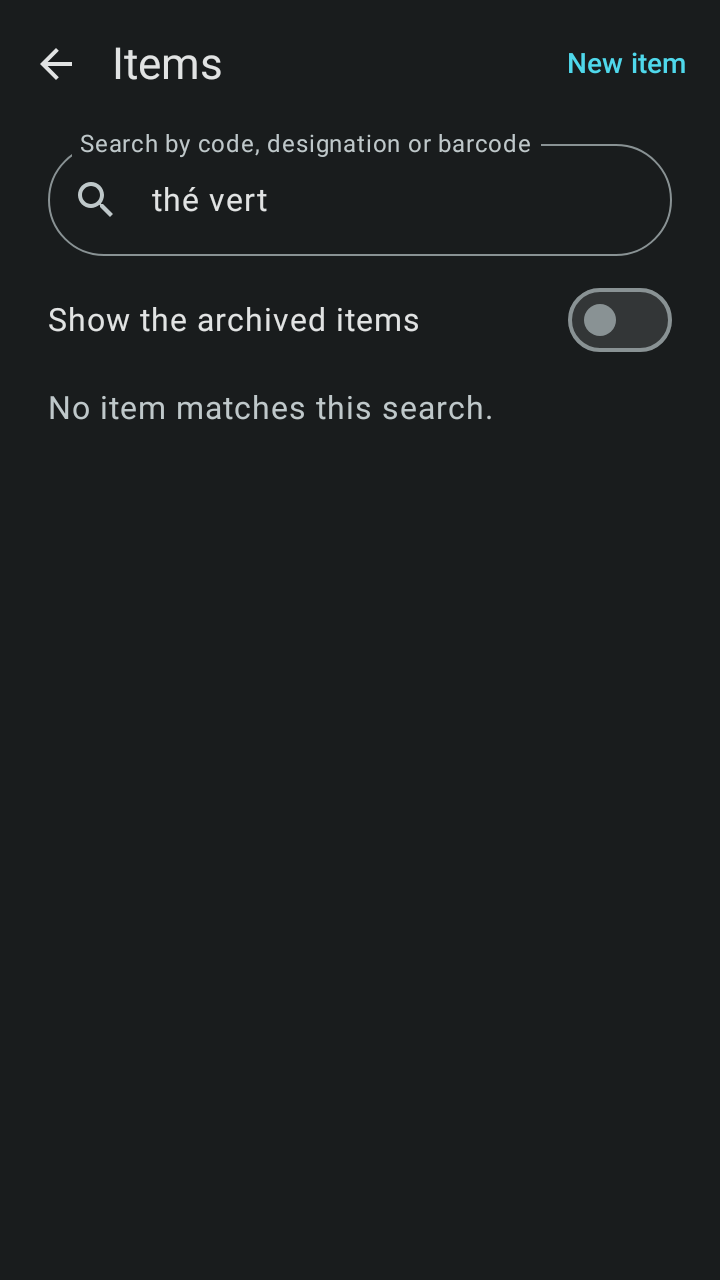 Items
New item
Search by code, designation or barcode
thé vert
Show the archived items
No item matches this search.